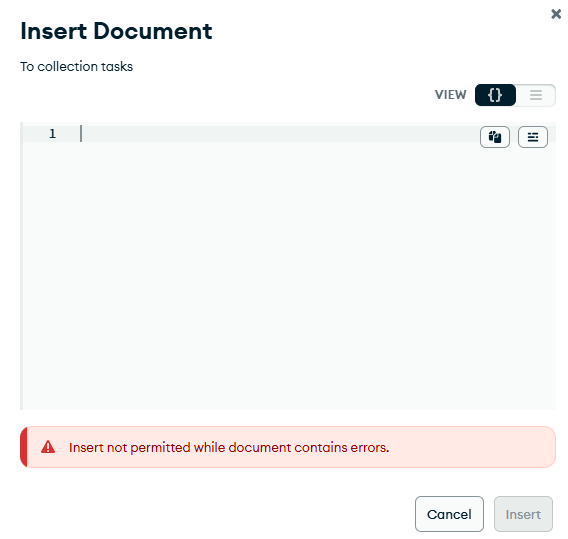 Insert Document
To collection tasks
VIEW {}
1
Insert not permitted while document contains errors.
Cancel Insert